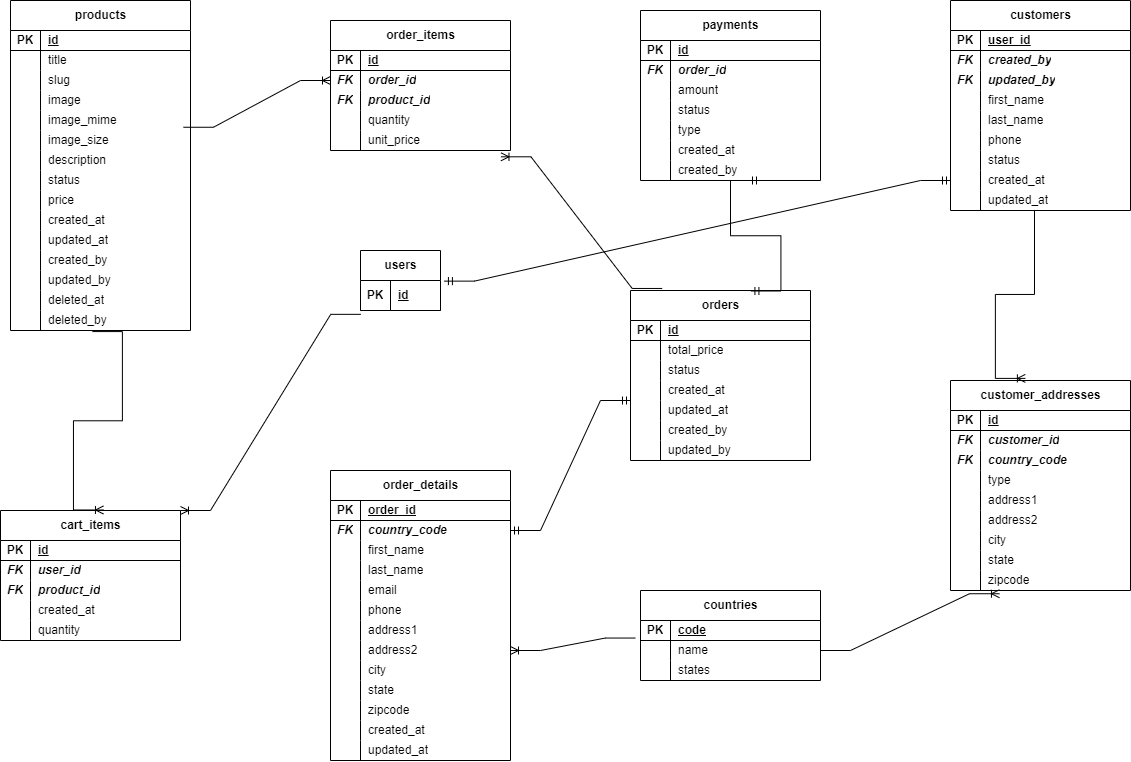 products
PK id
title
slug
image
image_mime
image_size
description
status
price
created_at
updated_at
created_by
updated_by
deleted_at
deleted_by
order_items
PK id
FK order_id
FK product_id
quantity
unit_price
payments
PK id
FK order_id
amount
status
type
created_at
created_by
customers
PK user_id
FK created_by
FK updated_by
first_name
last_name
phone
status
created_at
updated_at
users
PK id
orders
PK id
total_price
status
created_at
updated_at
created_by
updated_by
customer_addresses
PK id
FK customer_id
FK country_code
type
address1
address2
city
state
zipcode
order_details
PK order_id
FK country_code
first_name
last_name
email
phone
address1
address2
city
state
zipcode
created_at
updated_at
cart_items
PK id
FK user_id
FK product_id
created_at
quantity
countries
PK code
name
states